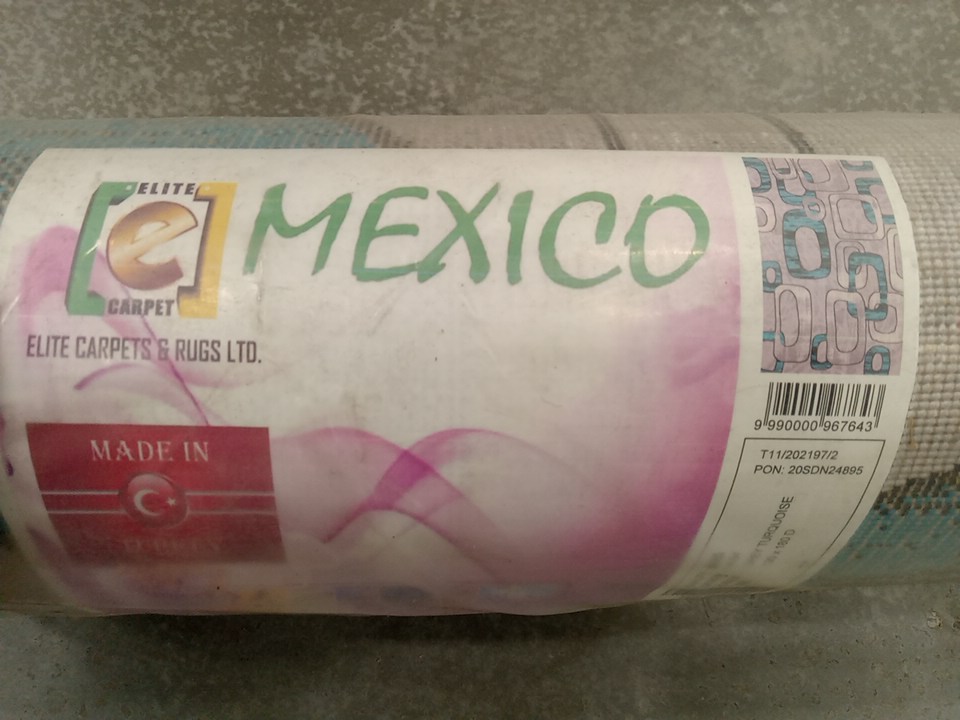 ELITE
e
CARPET
MEXICO
ELITE CARPETS & RUGS LTD.
MADE IN
9 990000 967643
T11/202197/2
PON: 20SDN24895
TURQUOISE